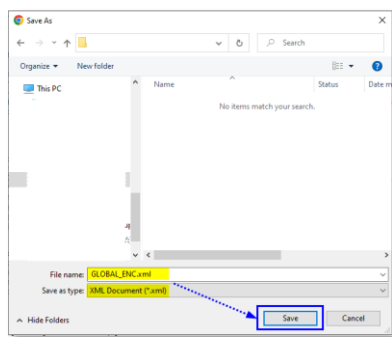 Save As
Search
Organize
New folder
This PC
Name
Status
Date m
No items match your search.
File name: GLOBAL_ENC.xml
Save as type: XML Document (*.xml)
Hide Folders
Save
Cancel